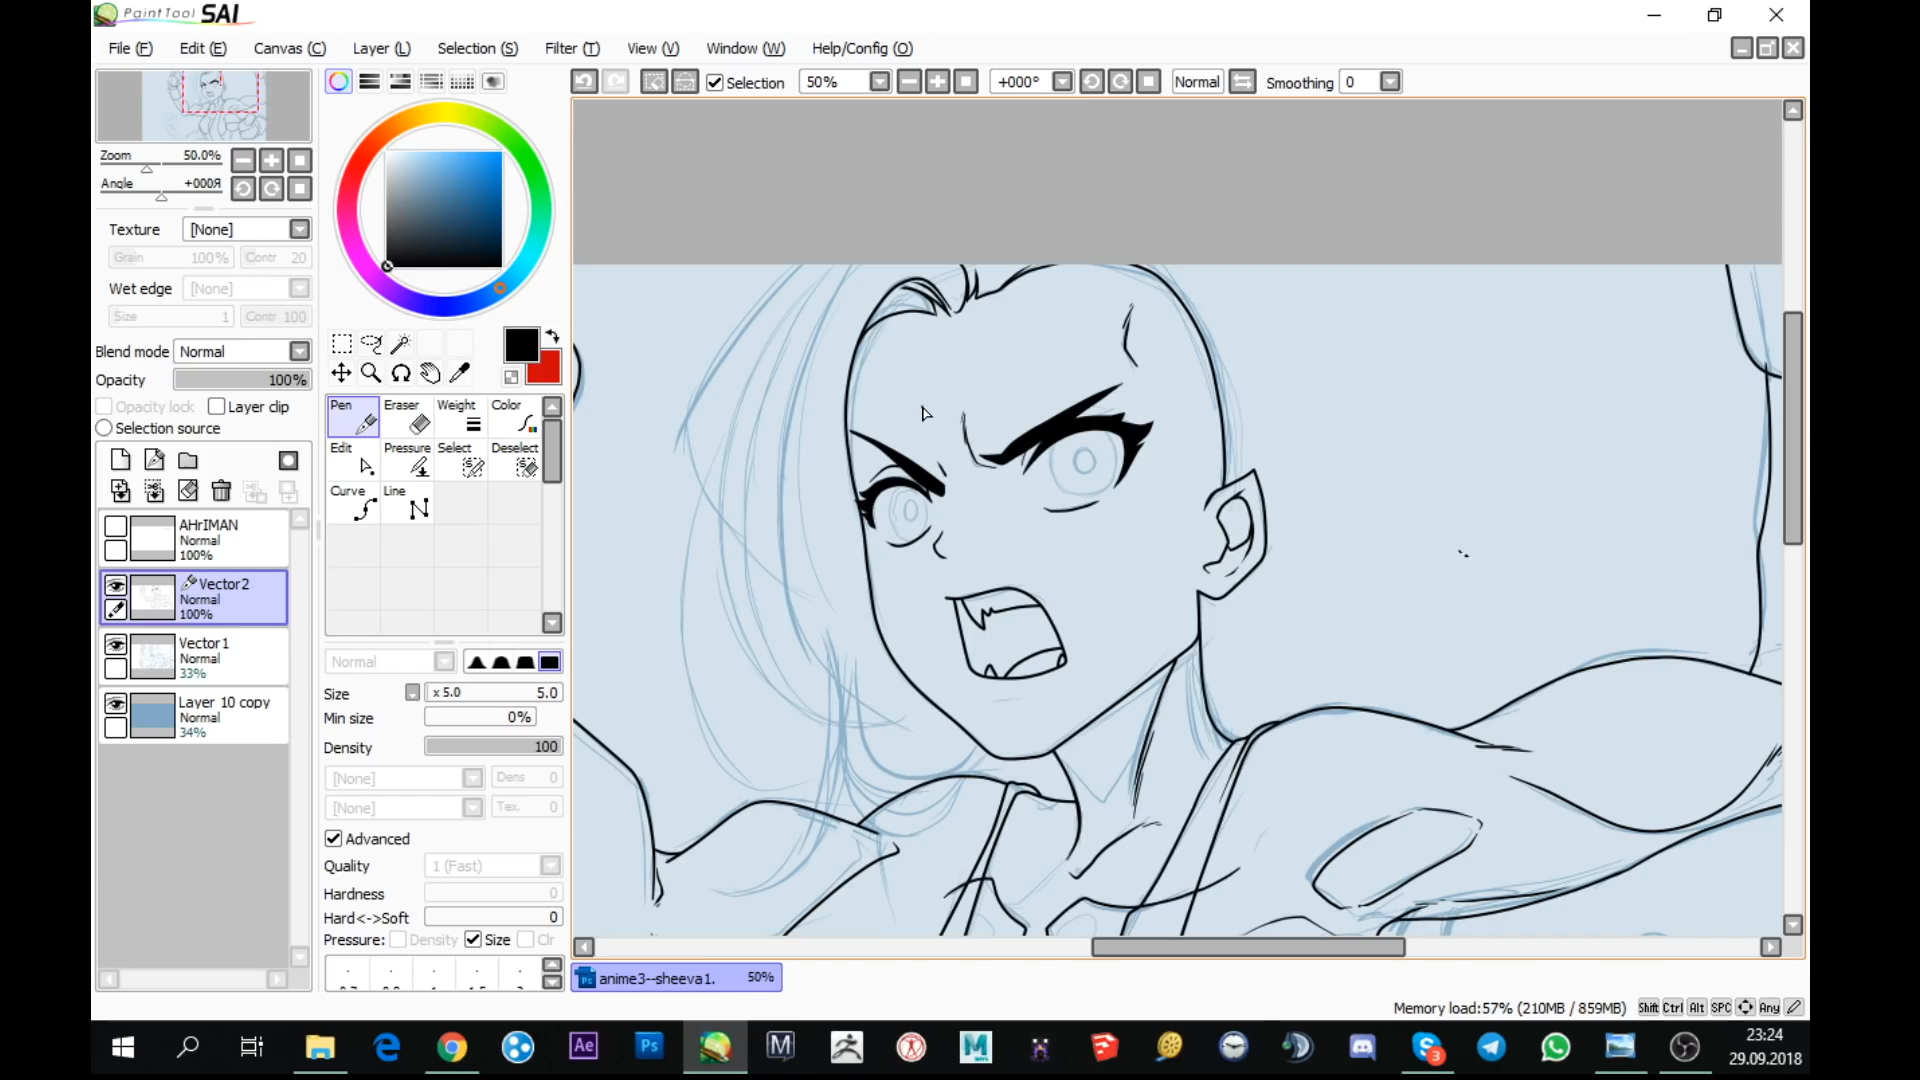 PaintTool SAI
File (F) Edit (E) Canvas (C) Layer (L) Selection (S) Filter (T) View (V) Window (W) Help/Config (O)
Selection 50% +000° Normal Smoothing 0
Zoom 50.0%
Angle +000Я
Texture [None]
Grain 100% Contr 20
Wet edge [None]
Size 1 Contr 100
Blend mode Normal
Opacity 100%
Opacity lock Layer clip
Selection source
AHrIMAN
Normal
100%
Vector2
Normal
100%
Vector1
Normal
33%
Layer 10 copy
Normal
34%
Pen Eraser Weight Color
Edit Pressure Select Deselect
Curve Line
Normal
Size x 5.0 5.0
Min size 0%
Density 100
[None] Dens 0
[None] Tex. 0
Advanced
Quality 1 (Fast)
Hardness 0
Hard<->Soft 0
Pressure: Density Size Clr
anime3--sheeva1. 50%
Memory load:57% (210MB / 859MB) Shift Ctrl Alt SPC Any
Ae Ps M M 3
23:24
29.09.2018